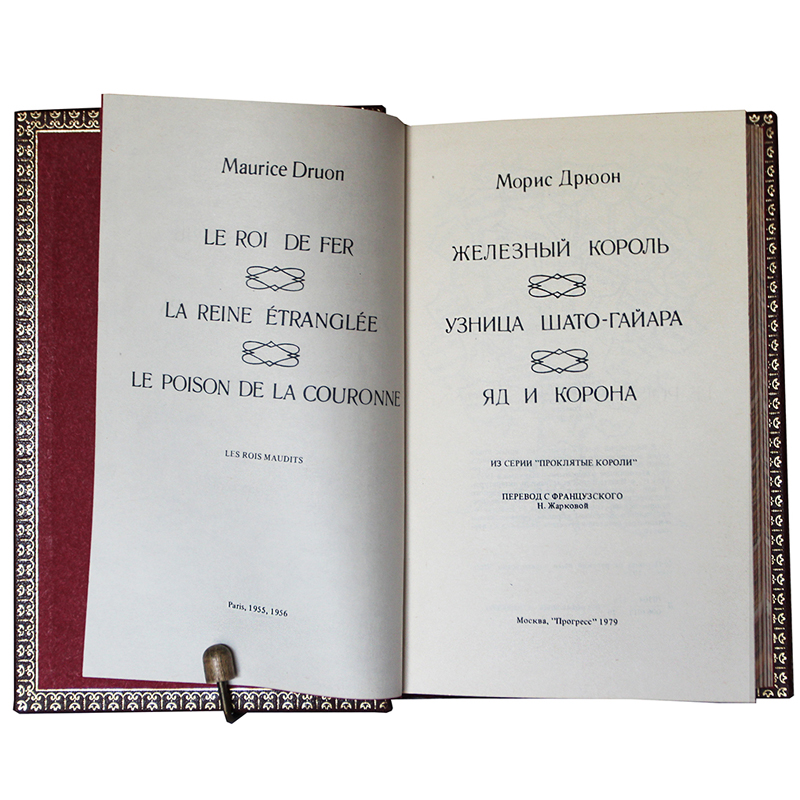 Maurice Druon
LE ROI DE FER
LA REINE ÉTRANGLÉE
LE POISON DE LA COURONNE
LES ROIS MAUDITS
Paris, 1955, 1956
Морис Дрюон
ЖЕЛЕЗНЫЙ КОРОЛЬ
УЗНИЦА ШАТО-ГАЙАРА
ЯД И КОРОНА
ИЗ СЕРИИ "ПРОКЛЯТЫЕ КОРОЛИ"
ПЕРЕВОД С ФРАНЦУЗСКОГО
Н. Жарковой
Москва, "Прогресс" 1979